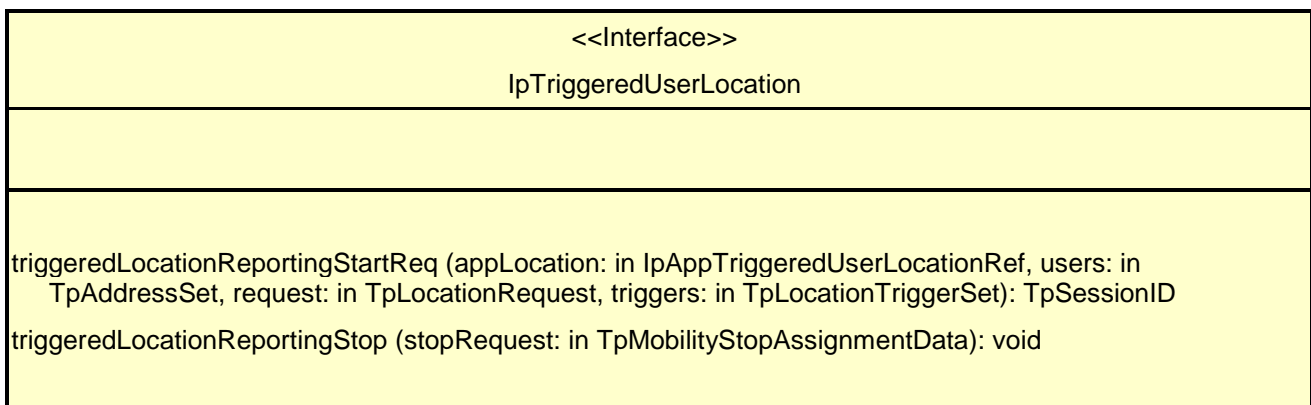 <<Interface>>
IpTriggeredUserLocation
triggeredLocationReportingStartReq (appLocation: in IpAppTriggeredUserLocationRef, users: in
TpAddressSet, request: in TpLocationRequest, triggers: in TpLocationTriggerSet): TpSessionID
triggeredLocationReportingStop (stopRequest: in TpMobilityStopAssignmentData): void